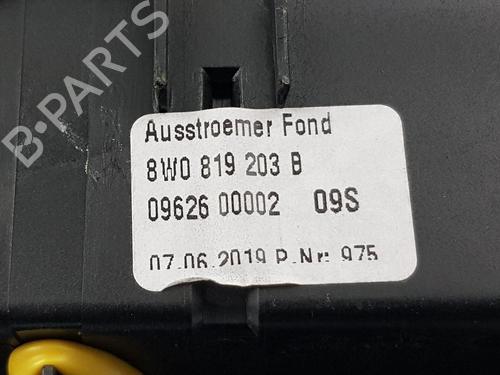 B-PARTS
Ausstroemer Fond
8W0 819 203 B
09626 00002 09S
07.06.2019 P.Nr: 975